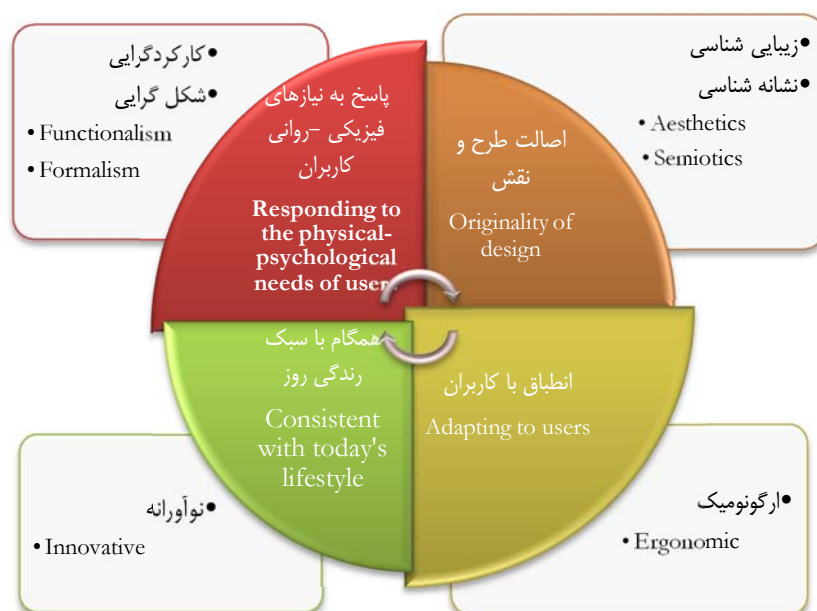 •کارکردگرایی
•شکل گرایی
• Functionalism
• Formalism
•زیبایی شناسی
•نشانه شناسی
• Aesthetics
• Semiotics
پاسخ به نیازهای
فیزیکی –روانی
کاربران
Responding to
the physical-
psychological
needs of user
اصالت طرح و
نقش
Originality of
design
همگام با سبک
رندگی روز
Consistent
with today's
lifestyle
انطباق با کاربران
Adapting to users
•نوآورانه
• Innovative
•ارگونومیک
• Ergonomic